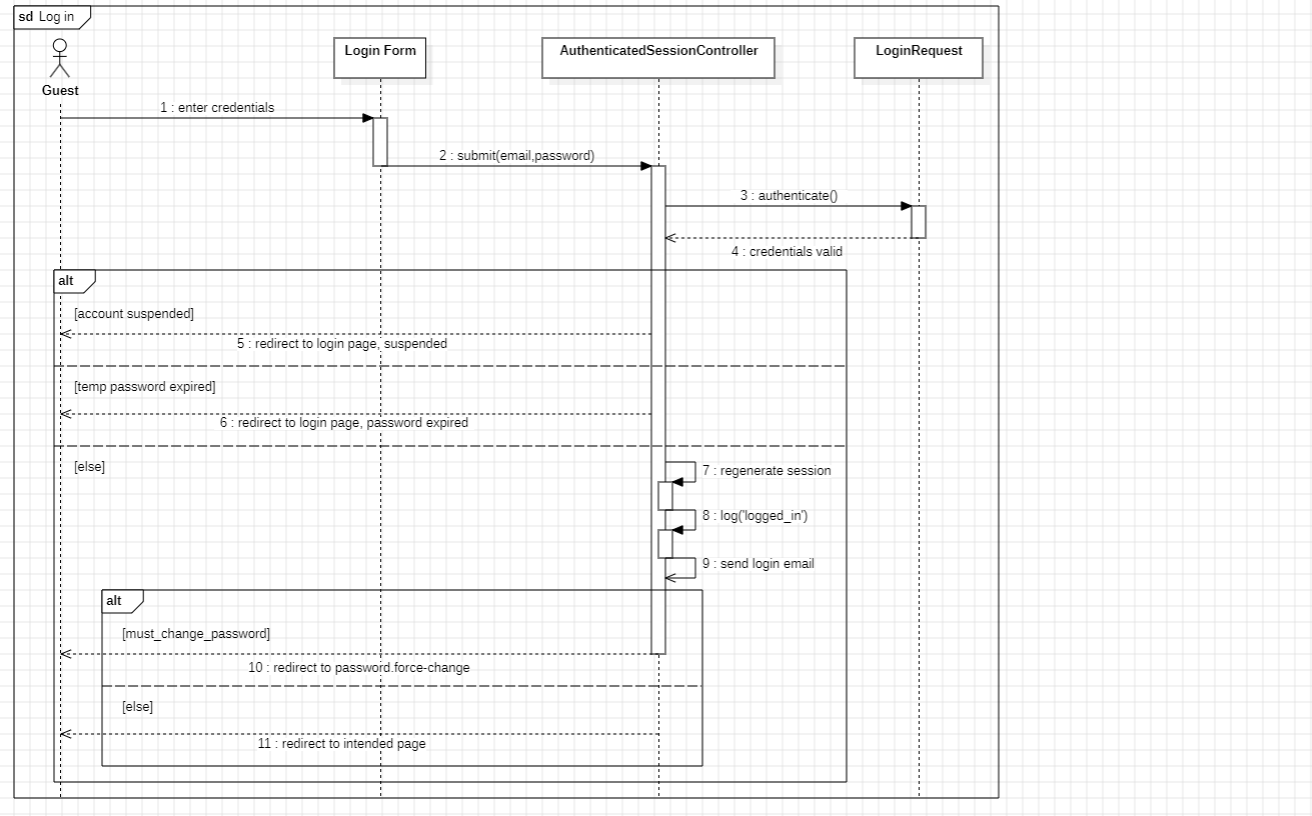 sd Log in
Guest
Login Form
AuthenticatedSessionController
LoginRequest
1 : enter credentials
2 : submit(email,password)
3 : authenticate()
4 : credentials valid
alt
[account suspended]
5 : redirect to login page, suspended
[temp password expired]
6 : redirect to login page, password expired
[else]
7 : regenerate session
8 : log('logged_in')
9 : send login email
alt
[must_change_password]
10 : redirect to password.force-change
[else]
11 : redirect to intended page